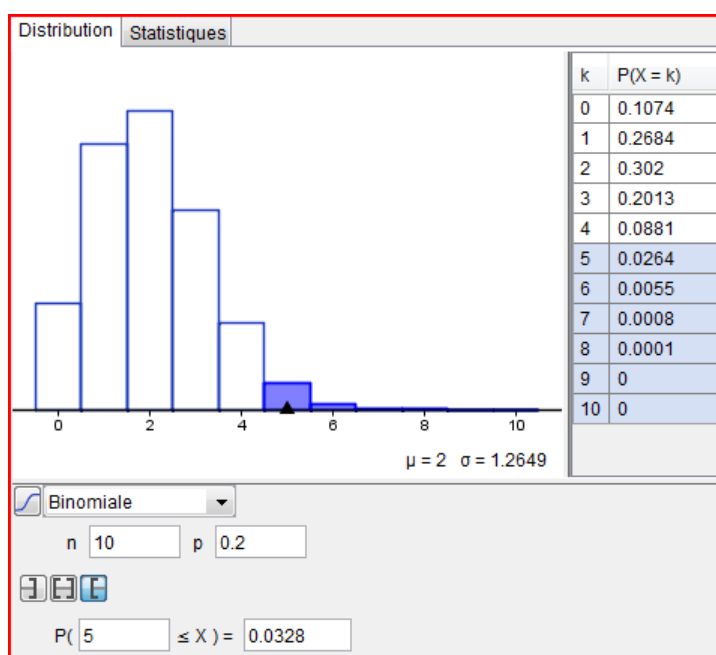 Distribution Statistiques
k P(X = k)
0 0.1074
1 0.2684
2 0.302
3 0.2013
4 0.0881
5 0.0264
6 0.0055
7 0.0008
8 0.0001
9 0
10 0
0 2 4 6 8 10
μ = 2 σ = 1.2649
Binomiale
n 10 p 0.2
P( 5 ≤ X ) = 0.0328